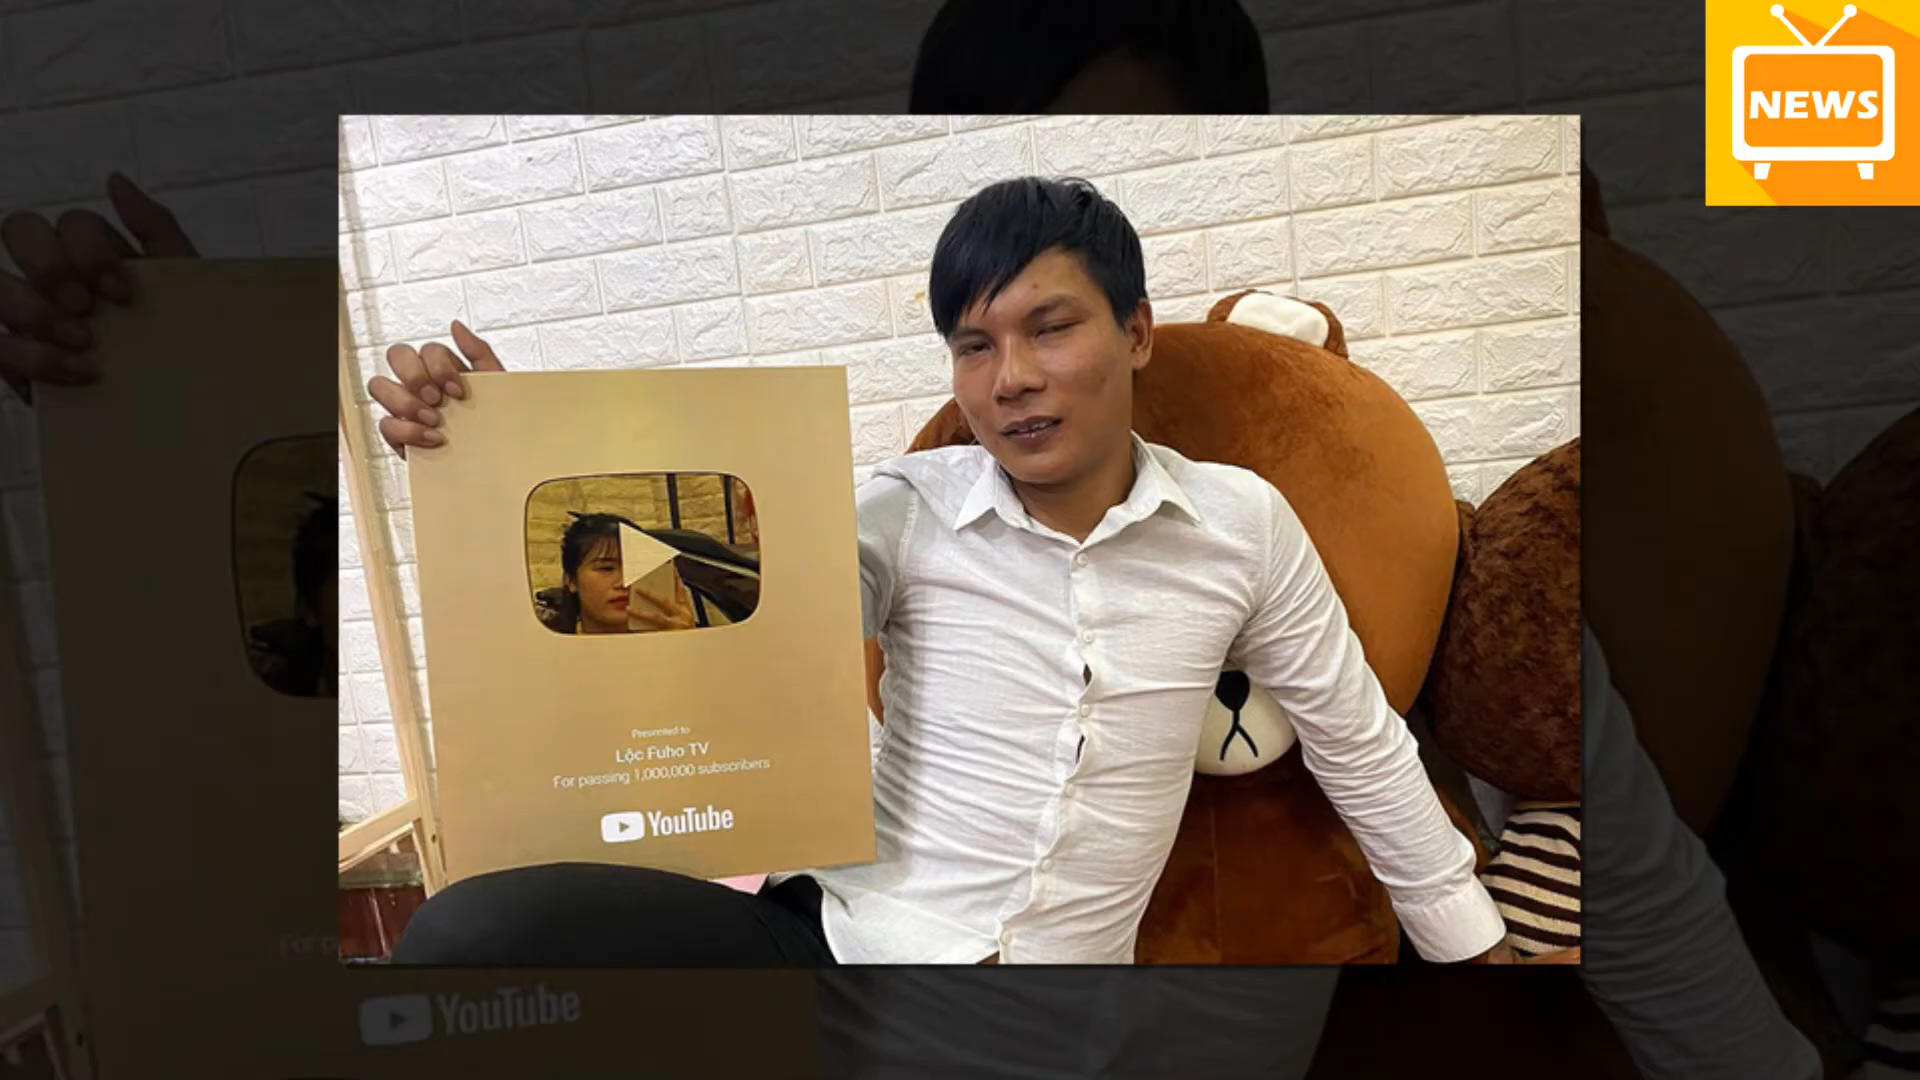 NEWS
Presented to
Lộc Fuho TV
For passing 1,000,000 subscribers
YouTube
YouTube